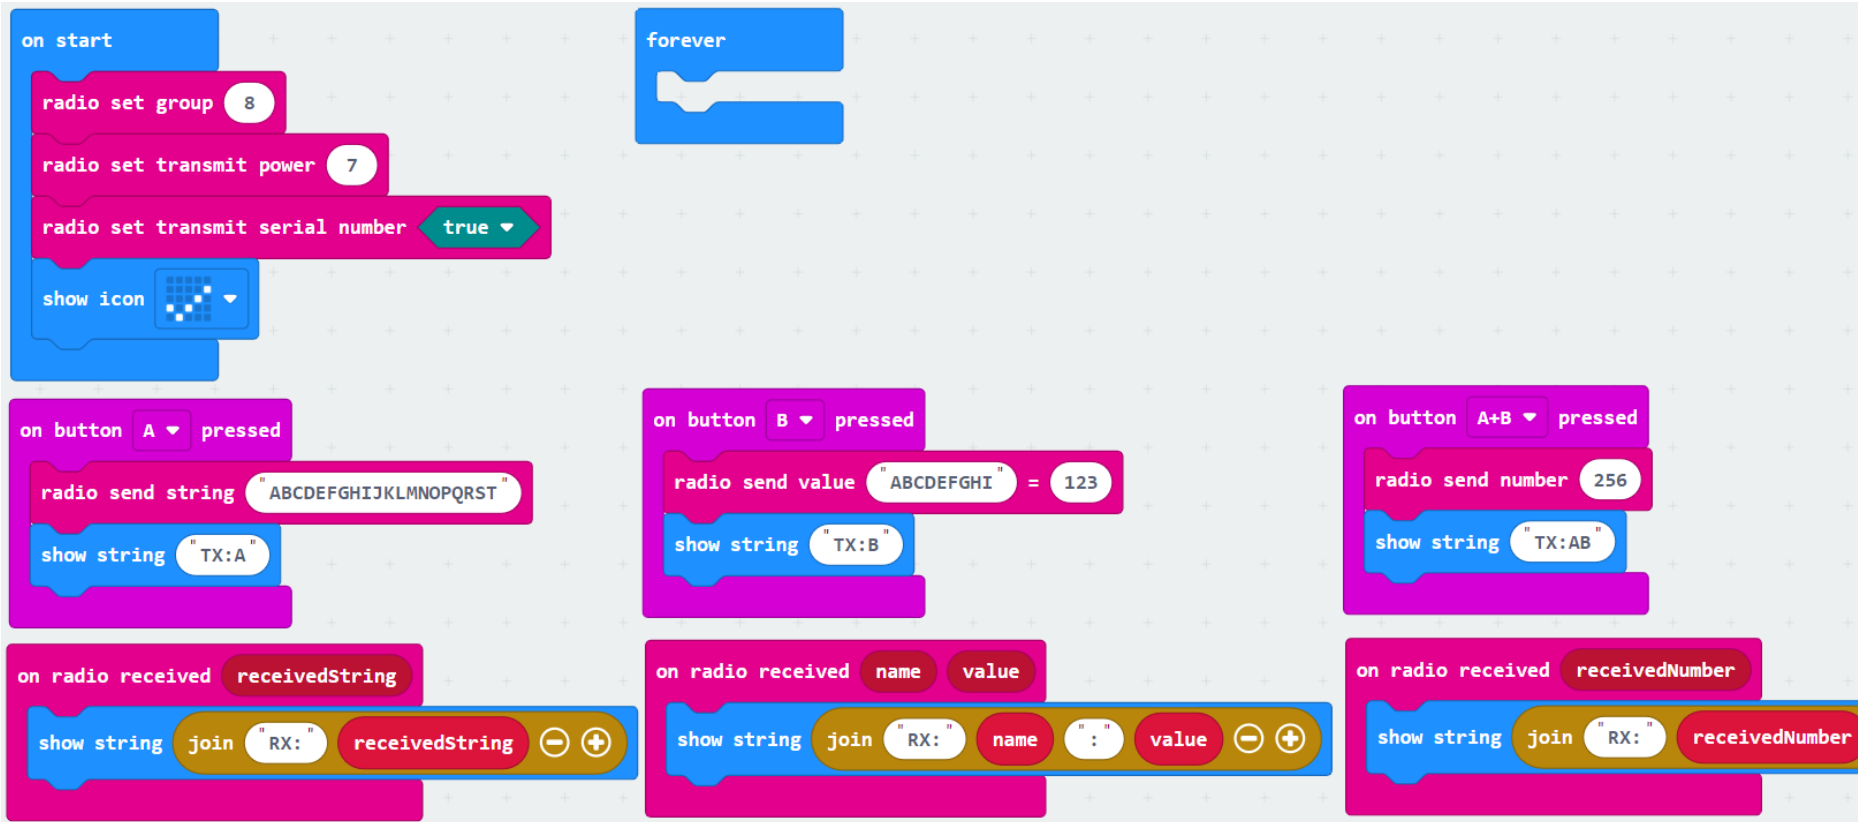 on start
radio set group 8
radio set transmit power 7
radio set transmit serial number true
show icon
forever
on button A pressed
radio send string "ABCDEFGHIJKLMNOPQRST"
show string "TX:A"
on button B pressed
radio send value "ABCDEFGHI" = 123
show string "TX:B"
on button A+B pressed
radio send number 256
show string "TX:AB"
on radio received receivedString
show string join "RX:" receivedString
on radio received name value
show string join "RX:" name ":" value
on radio received receivedNumber
show string join "RX:" receivedNumber